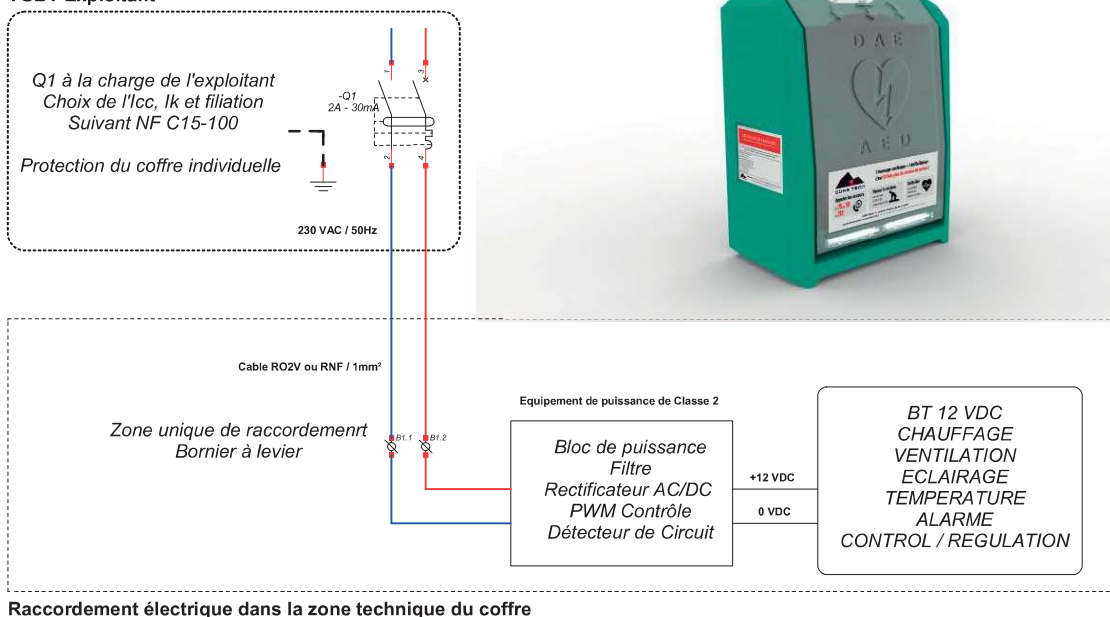 Q1 à la charge de l'exploitant
Choix de l'Icc, Ik et filiation
Suivant NF C15-100
Protection du coffre individuelle
1
3
-Q1
2A - 30mA
2
4
230 VAC / 50Hz
DAE
AED
Cable RO2V ou RNF / 1mm²
Zone unique de raccordemenrt
Bornier à levier
B1.1
B1.2
Equipement de puissance de Classe 2
Bloc de puissance
Filtre
Rectificateur AC/DC
PWM Contrôle
Détecteur de Circuit
+12 VDC
0 VDC
BT 12 VDC
CHAUFFAGE
VENTILATION
ECLAIRAGE
TEMPERATURE
ALARME
CONTROL / REGULATION
Raccordement électrique dans la zone technique du coffre